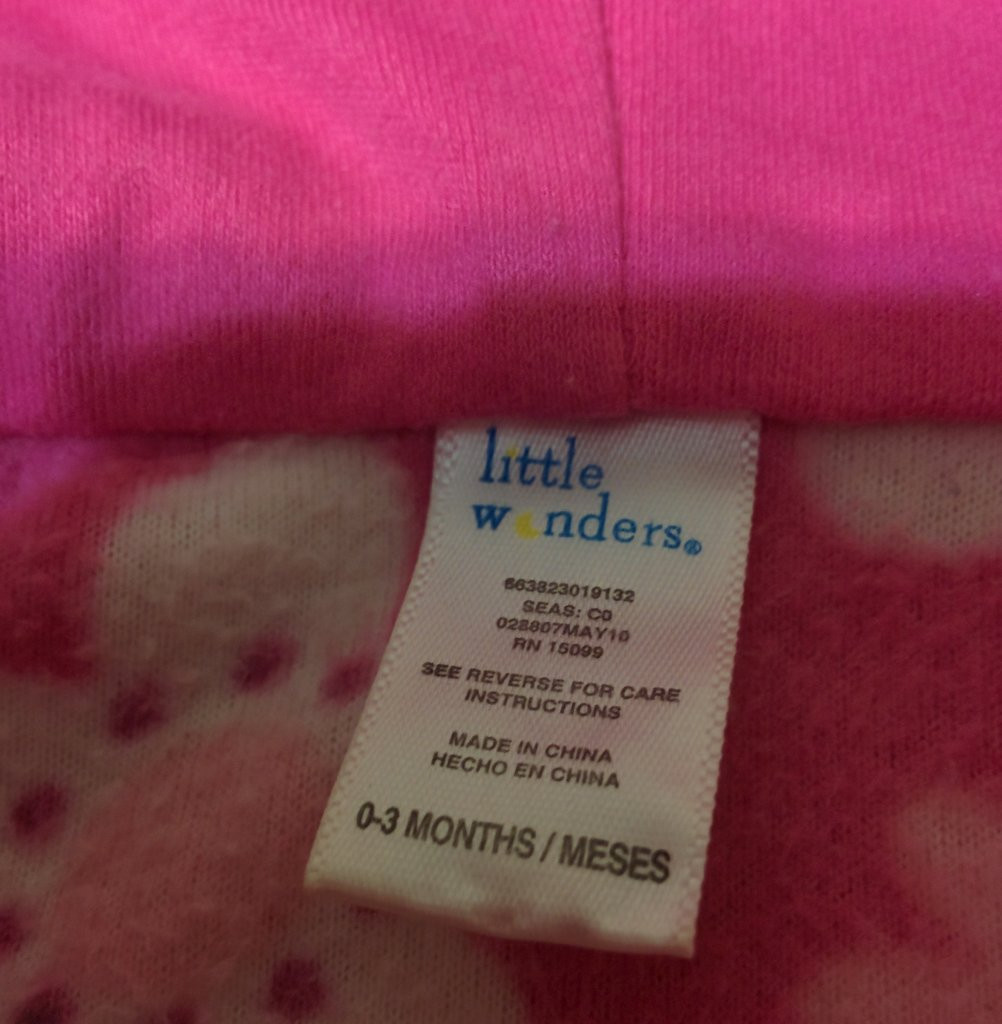 little
wonders®
663823019132
SEAS: C0
028807MAY10
RN 15099
SEE REVERSE FOR CARE
INSTRUCTIONS
MADE IN CHINA
HECHO EN CHINA
0-3 MONTHS / MESES